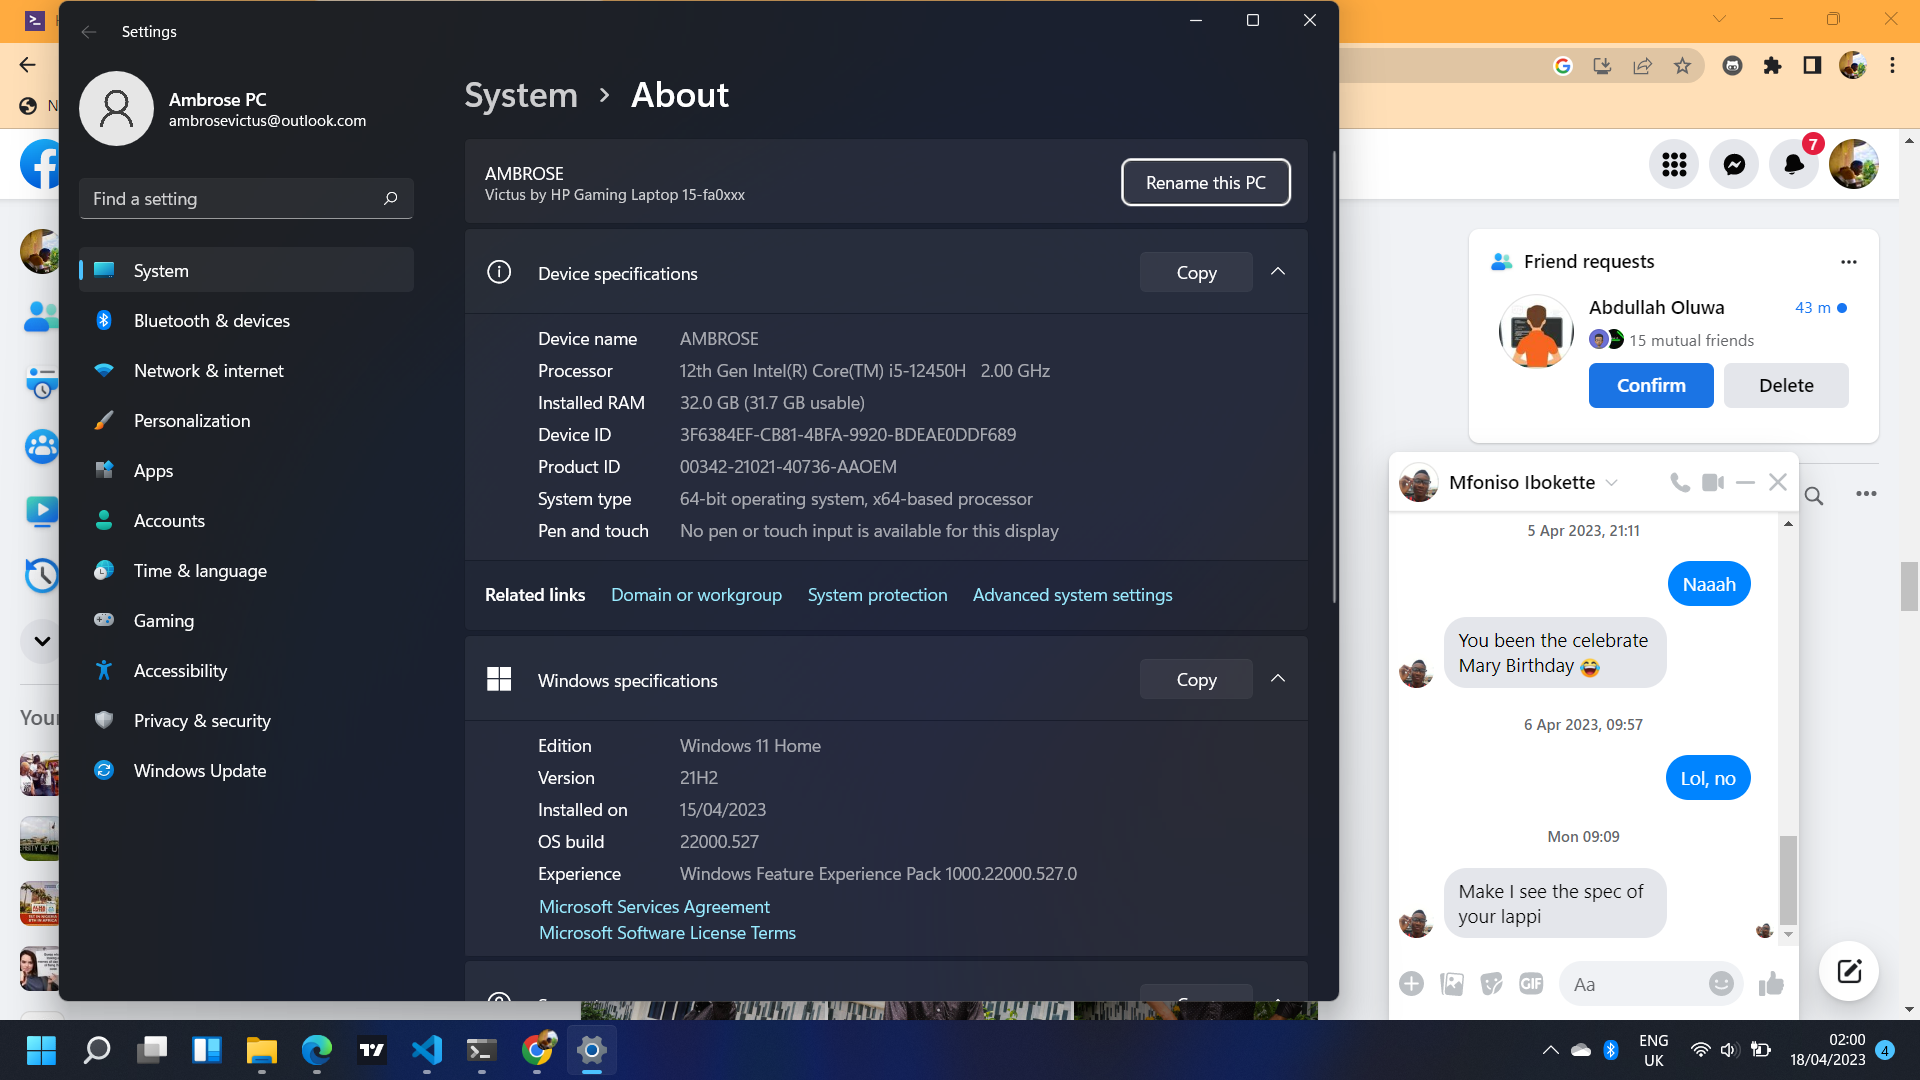 Settings
Ambrose PC
ambrosevictus@outlook.com
Find a setting
System
Bluetooth & devices
Network & internet
Personalization
Apps
Accounts
Time & language
Gaming
Accessibility
Privacy & security
Windows Update
System > About
AMBROSE
Victus by HP Gaming Laptop 15-fa0xxx
Rename this PC
Device specifications
Copy
Device name AMBROSE
Processor 12th Gen Intel(R) Core(TM) i5-12450H 2.00 GHz
Installed RAM 32.0 GB (31.7 GB usable)
Device ID 3F6384EF-CB81-4BFA-9920-BDEAE0DDF689
Product ID 00342-21021-40736-AAOEM
System type 64-bit operating system, x64-based processor
Pen and touch No pen or touch input is available for this display
Related links Domain or workgroup System protection Advanced system settings
Windows specifications
Copy
Edition Windows 11 Home
Version 21H2
Installed on 15/04/2023
OS build 22000.527
Experience Windows Feature Experience Pack 1000.22000.527.0
Microsoft Services Agreement
Microsoft Software License Terms
7
Friend requests
Abdullah Oluwa
43 m
15 mutual friends
Confirm
Delete
Mfoniso Ibokette
5 Apr 2023, 21:11
Naaah
You been the celebrate
Mary Birthday 😂
6 Apr 2023, 09:57
Lol, no
Mon 09:09
Make I see the spec of
your lappi
GIF
Aa
ENG
UK
02:00
18/04/2023
4